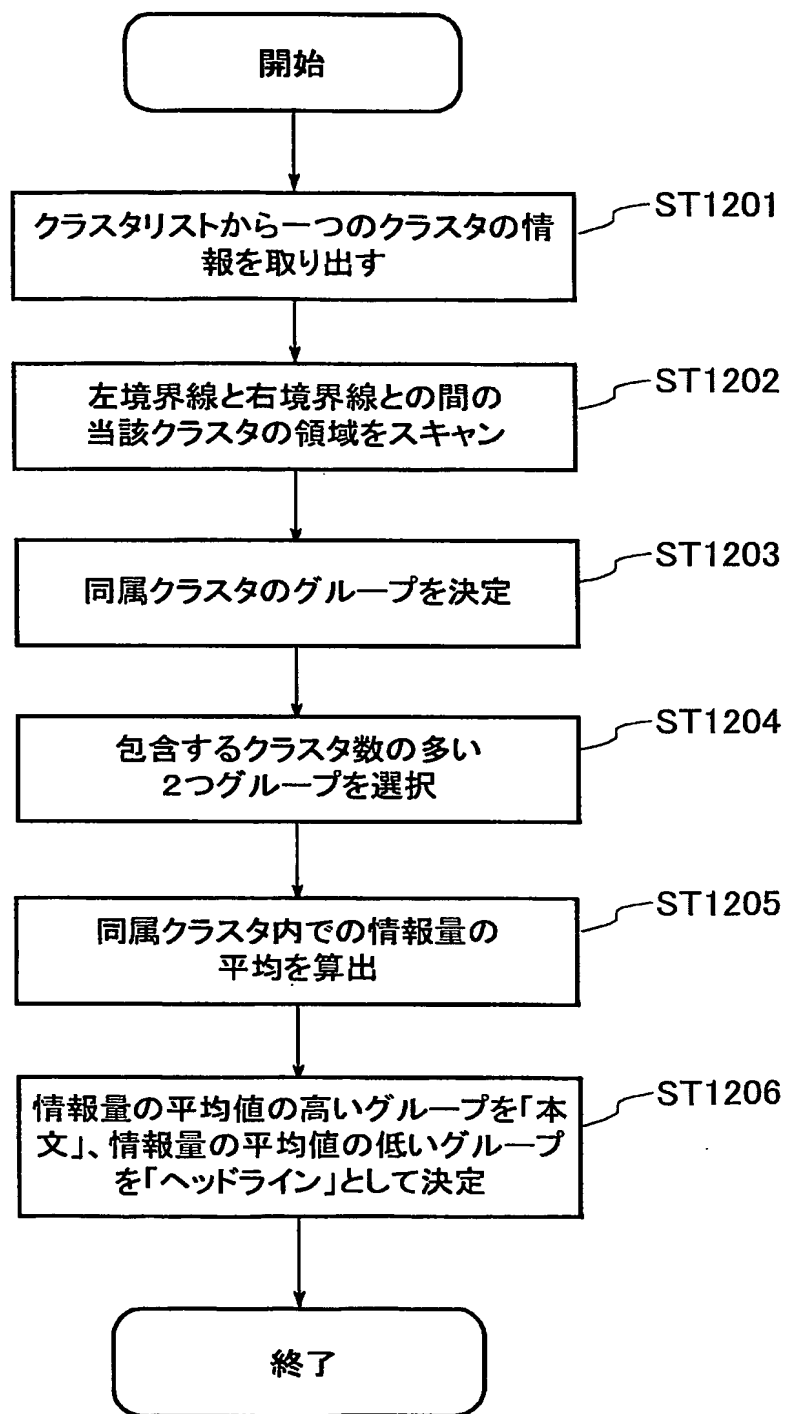 開始
クラスタリストから一つのクラスタの情
報を取り出す
ST1201
左境界線と右境界線との間の
当該クラスタの領域をスキャン
ST1202
同属クラスタのグループを決定
ST1203
包含するクラスタ数の多い
２つグループを選択
ST1204
同属クラスタ内での情報量の
平均を算出
ST1205
情報量の平均値の高いグループを「本
文」、情報量の平均値の低いグループ
を「ヘッドライン」として決定
ST1206
終了